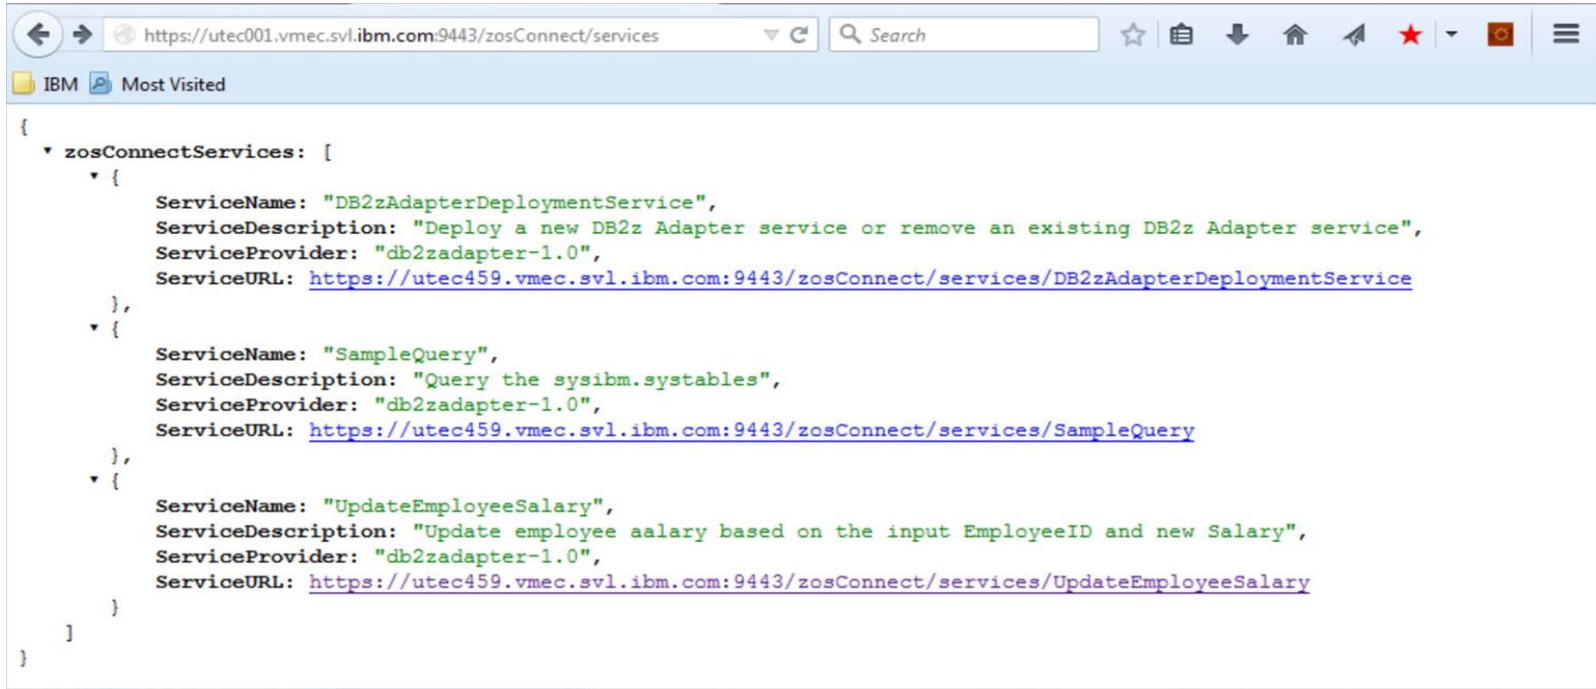 https://utec001.vmec.svl.ibm.com:9443/zosConnect/services
Search
IBM
Most Visited
{
zosConnectServices: [
{
ServiceName: "DB2zAdapterDeploymentService",
ServiceDescription: "Deploy a new DB2z Adapter service or remove an existing DB2z Adapter service",
ServiceProvider: "db2zadapter-1.0",
ServiceURL: https://utec459.vmec.svl.ibm.com:9443/zosConnect/services/DB2zAdapterDeploymentService
},
{
ServiceName: "SampleQuery",
ServiceDescription: "Query the sysibm.systables",
ServiceProvider: "db2zadapter-1.0",
ServiceURL: https://utec459.vmec.svl.ibm.com:9443/zosConnect/services/SampleQuery
},
{
ServiceName: "UpdateEmployeeSalary",
ServiceDescription: "Update employee aalary based on the input EmployeeID and new Salary",
ServiceProvider: "db2zadapter-1.0",
ServiceURL: https://utec459.vmec.svl.ibm.com:9443/zosConnect/services/UpdateEmployeeSalary
}
]
}